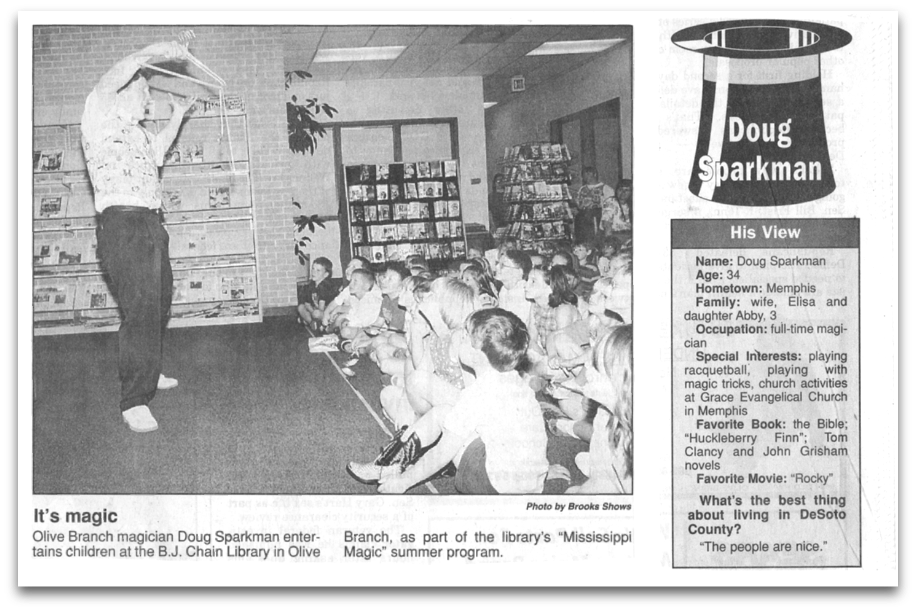 Photo by Brooks Shows
It's magic
Olive Branch magician Doug Sparkman enter-
tains children at the B.J. Chain Library in Olive
Branch, as part of the library's "Mississippi
Magic" summer program.
Doug
Sparkman
His View
Name: Doug Sparkman
Age: 34
Hometown: Memphis
Family: wife, Elisa and
daughter Abby, 3
Occupation: full-time magi-
cian
Special Interests: playing
racquetball, playing with
magic tricks, church activities
at Grace Evangelical Church
in Memphis
Favorite Book: the Bible;
"Huckleberry Finn"; Tom
Clancy and John Grisham
novels
Favorite Movie: "Rocky"
What's the best thing
about living in DeSoto
County?
"The people are nice."